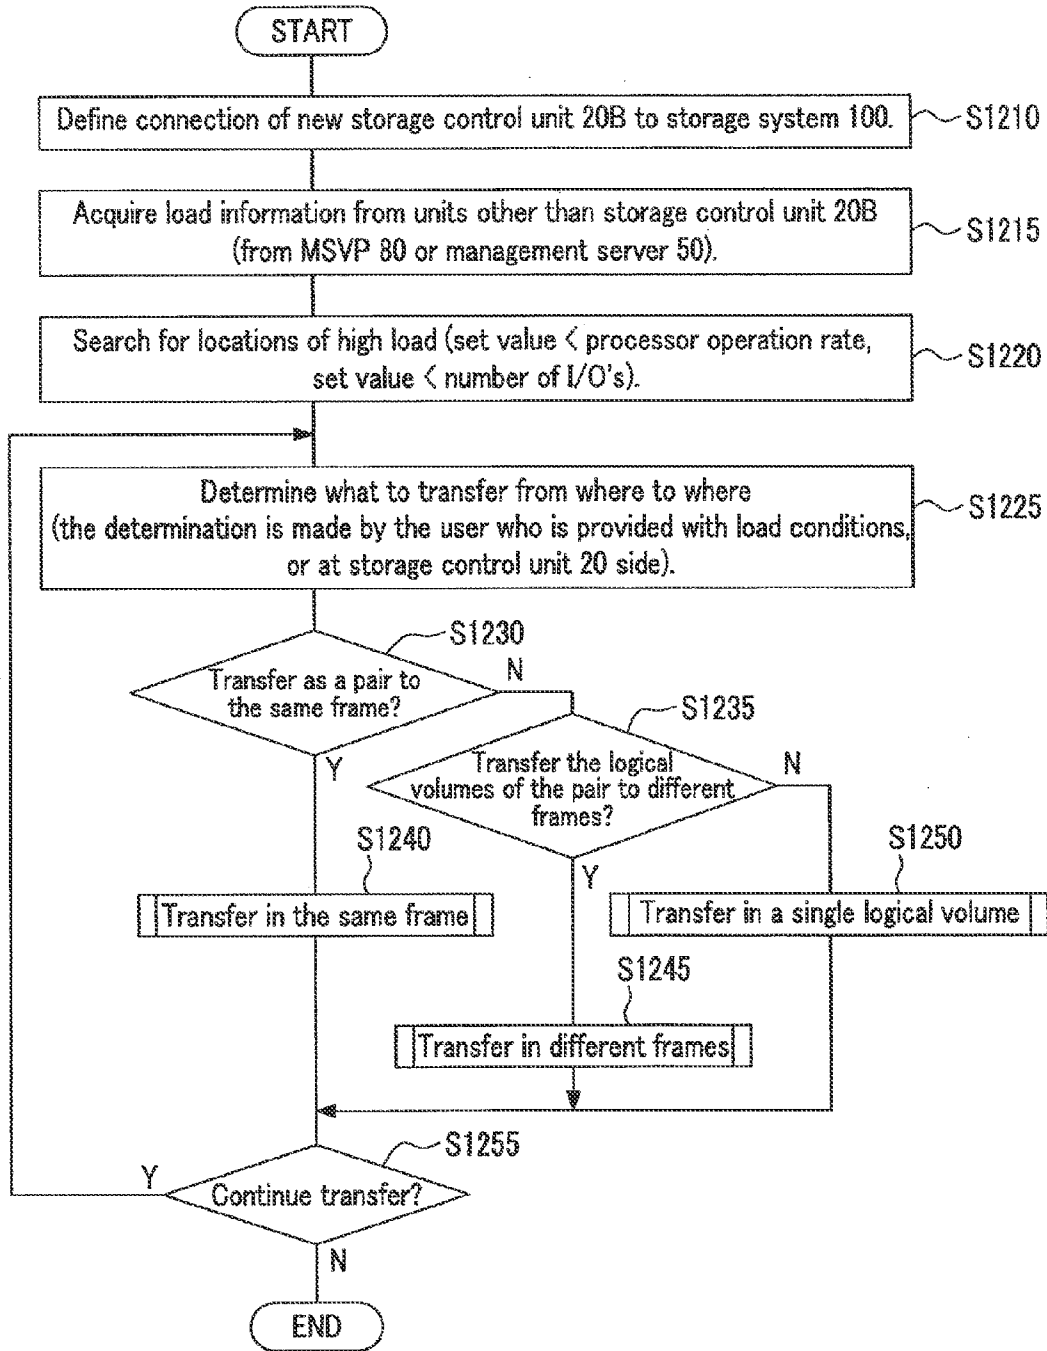 START
Define connection of new storage control unit 20B to storage system 100.
S1210
Acquire load information from units other than storage control unit 20B
(from MSVP 80 or management server 50).
S1215
Search for locations of high load (set value < processor operation rate,
set value < number of I/O's).
S1220
Determine what to transfer from where to where
(the determination is made by the user who is provided with load conditions,
or at storage control unit 20 side).
S1225
S1230
Transfer as a pair to
the same frame?
N
Y
S1235
Transfer the logical
volumes of the pair to different
frames?
N
Y
S1240
Transfer in the same frame
S1250
Transfer in a single logical volume
S1245
Transfer in different frames
S1255
Continue transfer?
Y
N
END